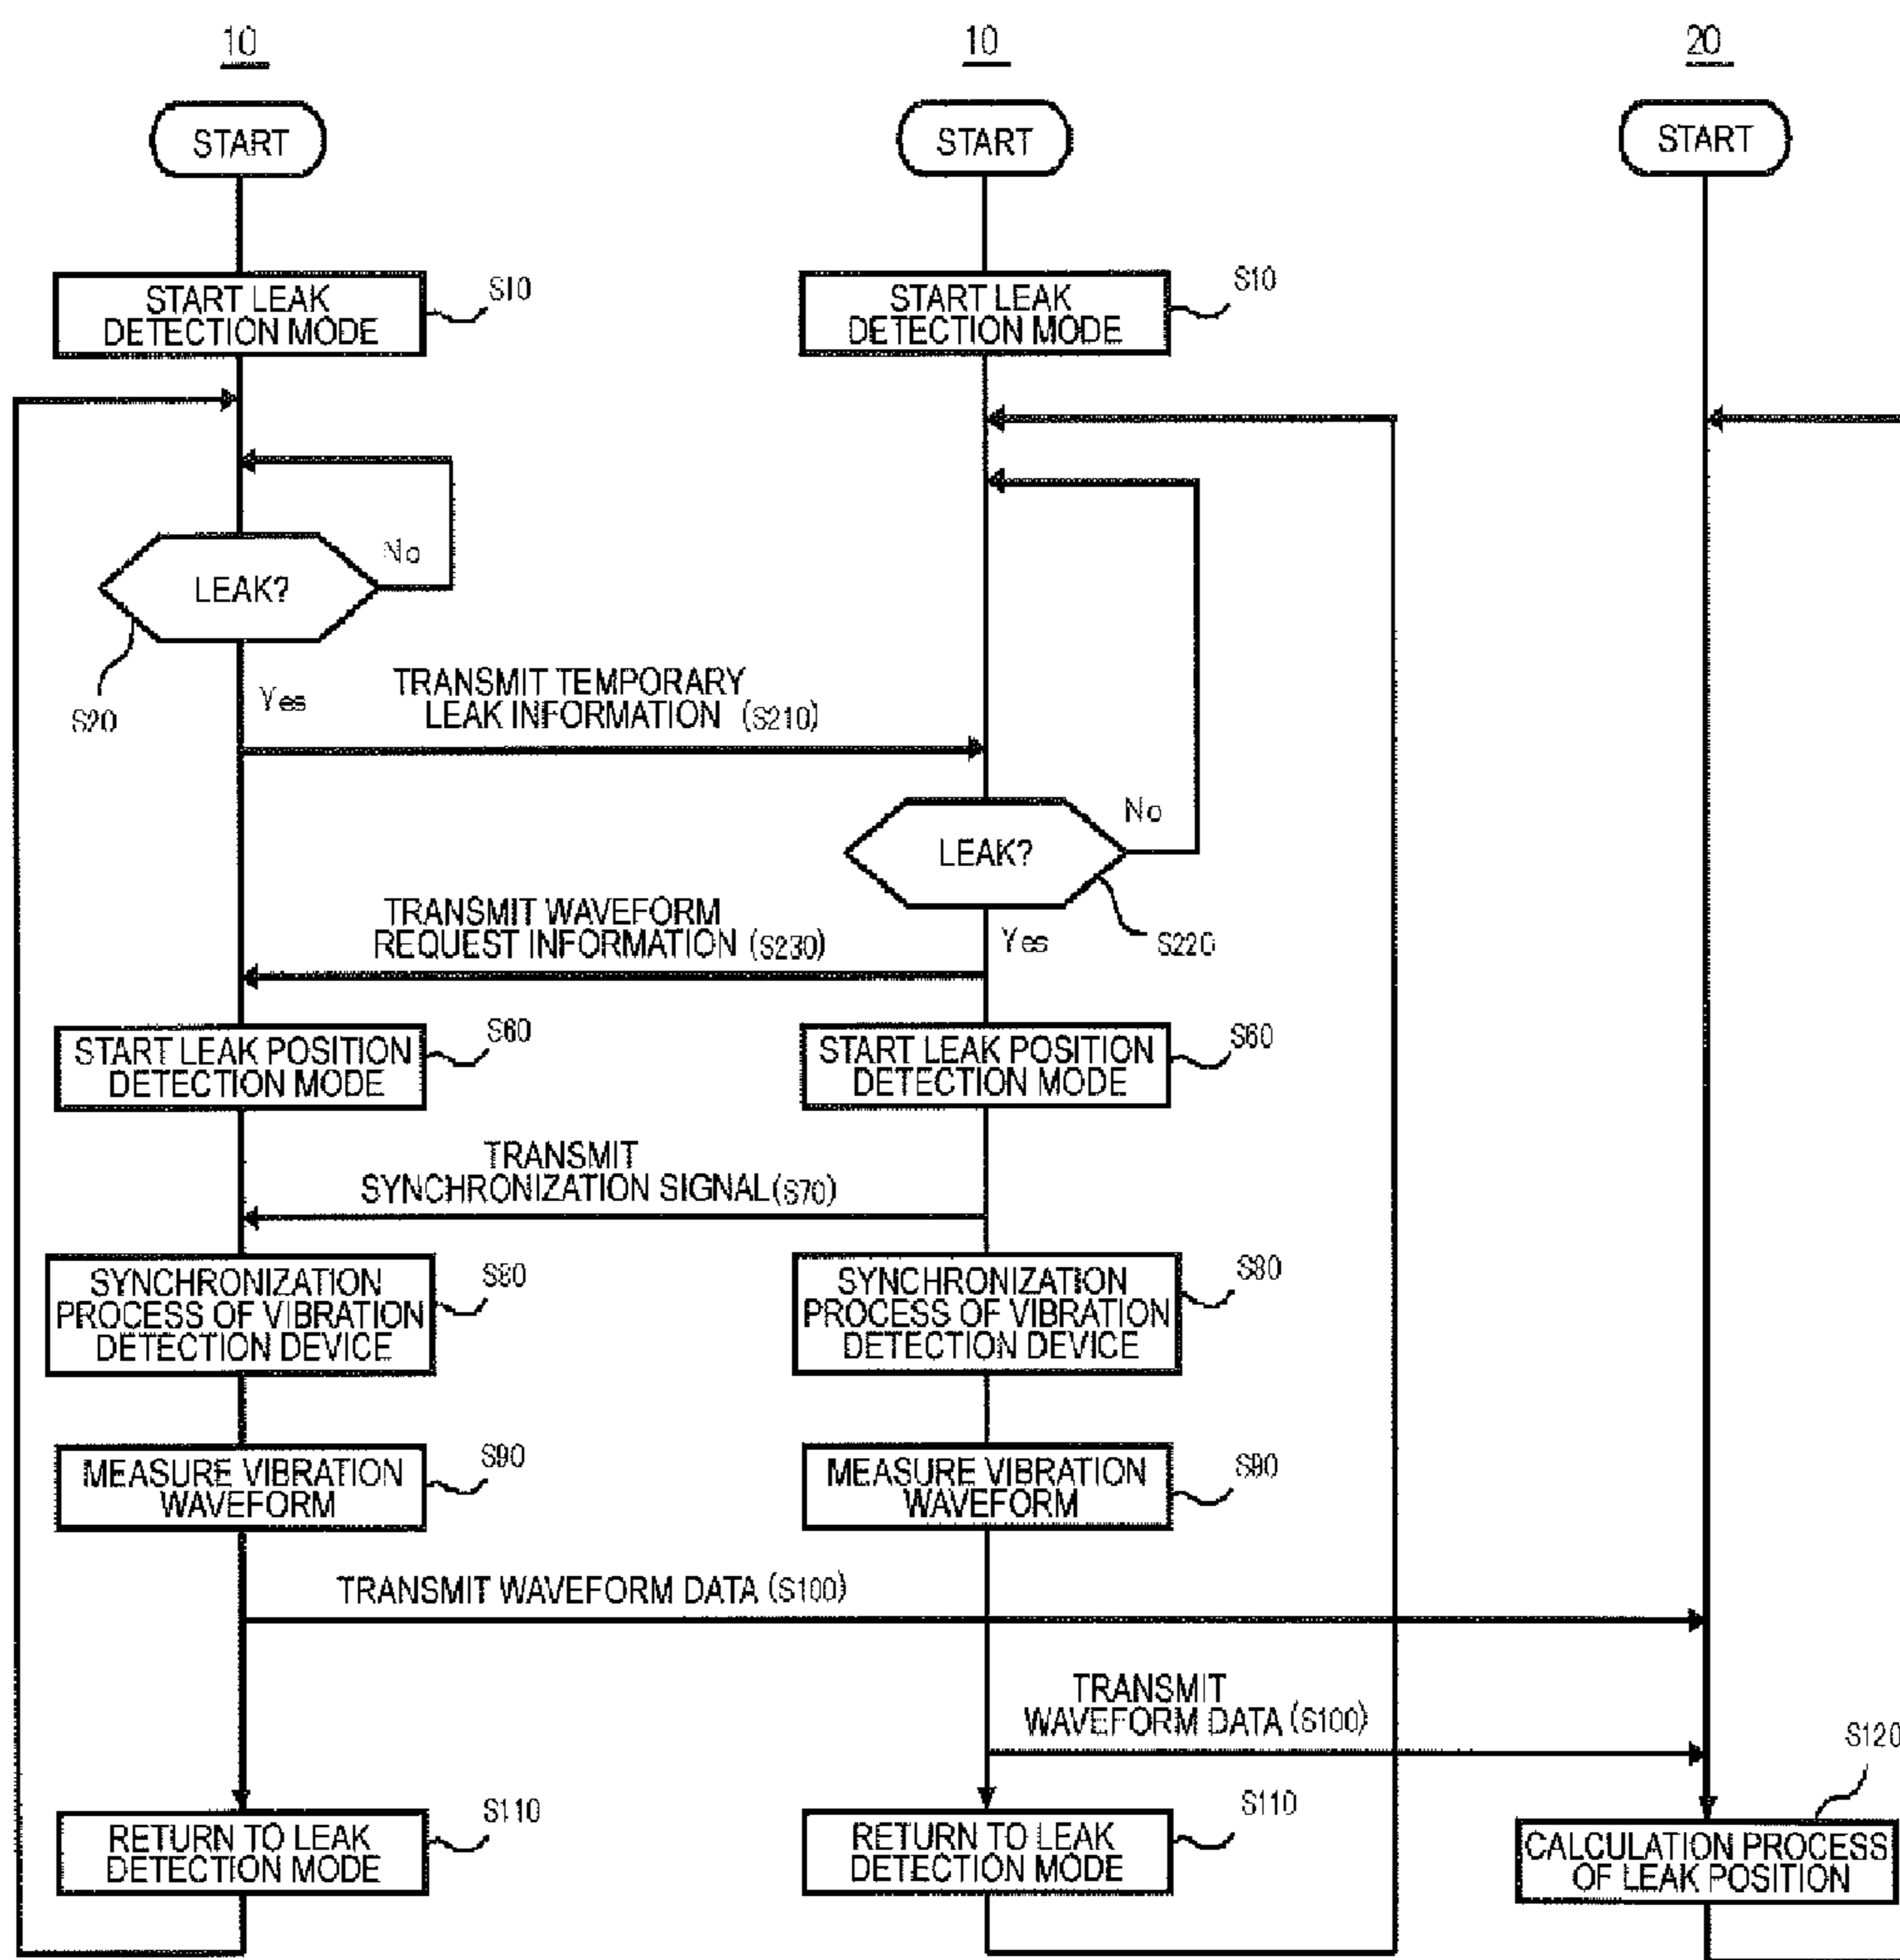 10
10
20
START
START
START
START LEAK
DETECTION MODE
S10
START LEAK
DETECTION MODE
S10
LEAK?
No
S20
Yes
TRANSMIT TEMPORARY
LEAK INFORMATION (S210)
LEAK?
No
S220
Yes
TRANSMIT WAVEFORM
REQUEST INFORMATION (S230)
START LEAK POSITION
DETECTION MODE
S60
START LEAK POSITION
DETECTION MODE
S60
TRANSMIT
SYNCHRONIZATION SIGNAL(S70)
SYNCHRONIZATION
PROCESS OF VIBRATION
DETECTION DEVICE
S80
SYNCHRONIZATION
PROCESS OF VIBRATION
DETECTION DEVICE
S80
MEASURE VIBRATION
WAVEFORM
S90
MEASURE VIBRATION
WAVEFORM
S90
TRANSMIT WAVEFORM DATA (S100)
TRANSMIT
WAVEFORM DATA (S100)
RETURN TO LEAK
DETECTION MODE
S110
RETURN TO LEAK
DETECTION MODE
S110
S120
CALCULATION PROCESS
OF LEAK POSITION